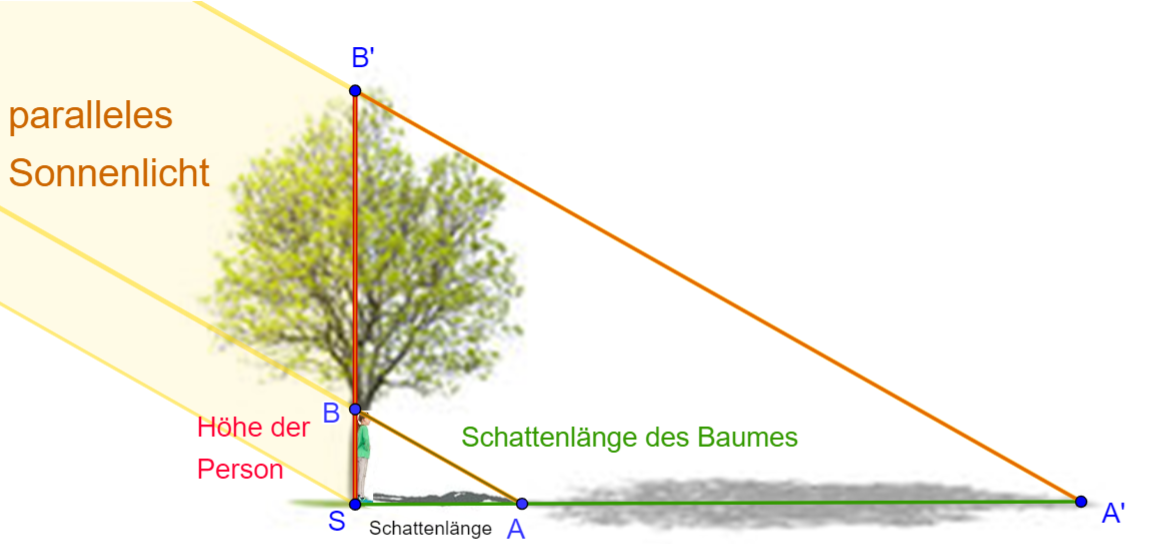 B'
paralleles
Sonnenlicht
B
Höhe der
Person
Schattenlänge des Baumes
S
Schattenlänge
A
A'